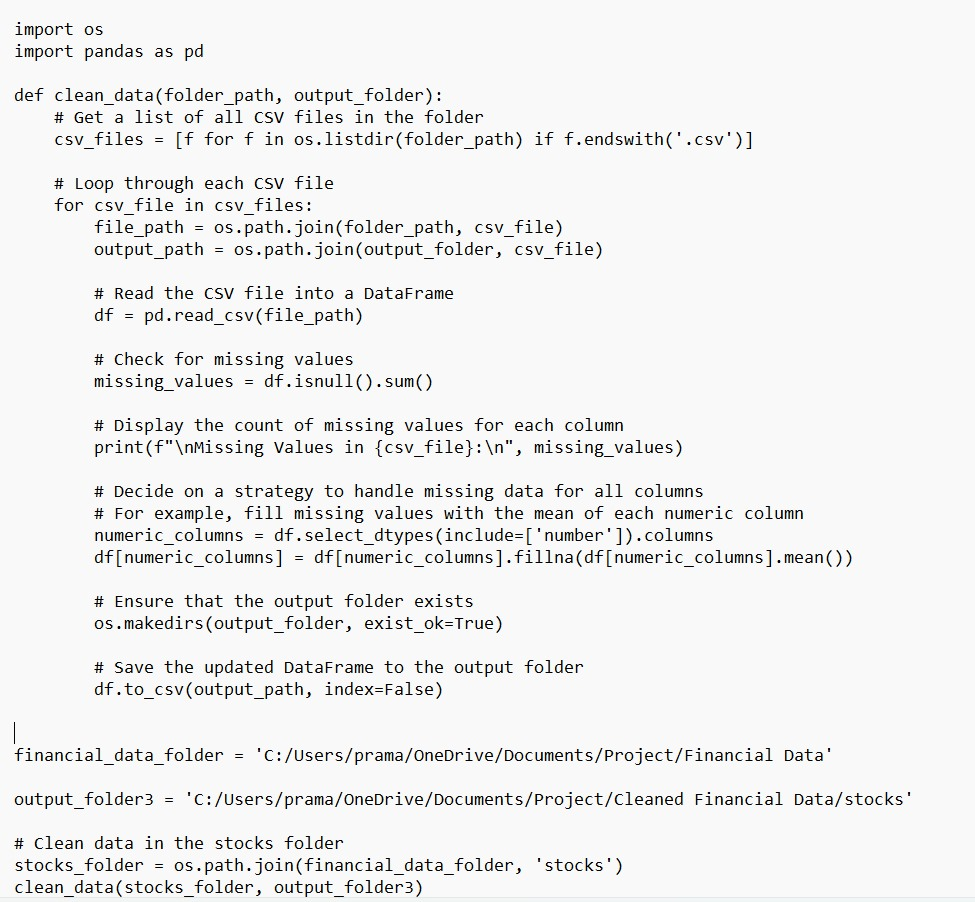 import os
import pandas as pd

def clean_data(folder_path, output_folder):
    # Get a list of all CSV files in the folder
    csv_files = [f for f in os.listdir(folder_path) if f.endswith('.csv')]

    # Loop through each CSV file
    for csv_file in csv_files:
        file_path = os.path.join(folder_path, csv_file)
        output_path = os.path.join(output_folder, csv_file)

        # Read the CSV file into a DataFrame
        df = pd.read_csv(file_path)

        # Check for missing values
        missing_values = df.isnull().sum()

        # Display the count of missing values for each column
        print(f"\nMissing Values in {csv_file}:\n", missing_values)

        # Decide on a strategy to handle missing data for all columns
        # For example, fill missing values with the mean of each numeric column
        numeric_columns = df.select_dtypes(include=['number']).columns
        df[numeric_columns] = df[numeric_columns].fillna(df[numeric_columns].mean())

        # Ensure that the output folder exists
        os.makedirs(output_folder, exist_ok=True)

        # Save the updated DataFrame to the output folder
        df.to_csv(output_path, index=False)

financial_data_folder = 'C:/Users/prama/OneDrive/Documents/Project/Financial Data'

output_folder3 = 'C:/Users/prama/OneDrive/Documents/Project/Cleaned Financial Data/stocks'

# Clean data in the stocks folder
stocks_folder = os.path.join(financial_data_folder, 'stocks')
clean_data(stocks_folder, output_folder3)